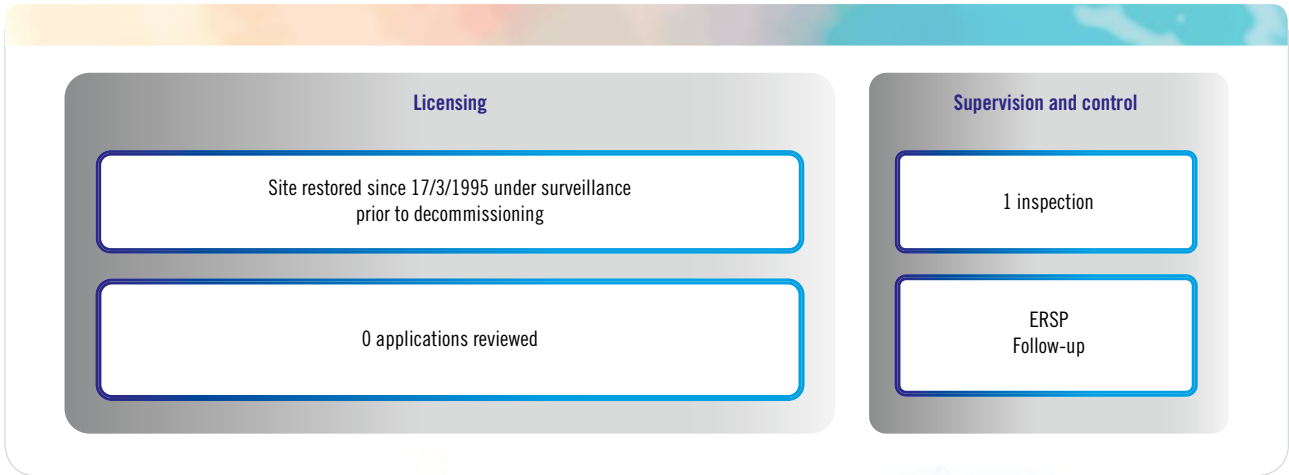 Licensing
Site restored since 17/3/1995 under surveillance
prior to decommissioning
0 applications reviewed
Supervision and control
1 inspection
ERSP
Follow-up